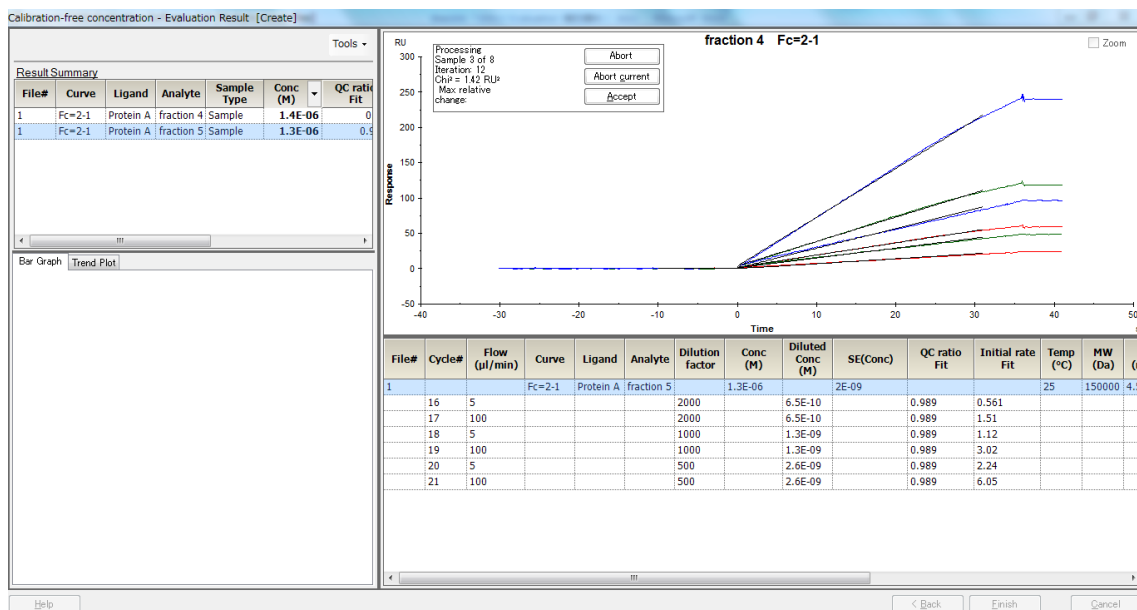 Calibration-free concentration - Evaluation Result [Create]
Tools
Result Summary
File# Curve Ligand Analyte Sample Type Conc (M) QC ratio Fit
1 Fc=2-1 Protein A fraction 4 Sample 1.4E-06 0
1 Fc=2-1 Protein A fraction 5 Sample 1.3E-06 0.9
Bar Graph Trend Plot
fraction 4 Fc=2-1
Zoom
RU
Processing
Sample 3 of 8
Iteration: 12
Chi² = 1.42 RU²
Max relative
change:
Abort
Abort current
Accept
300
250
200
150
100
50
0
-50
Response
-40 -30 -20 -10 0 10 20 30 40 50
Time
s
File# Cycle# Flow (µl/min) Curve Ligand Analyte Dilution factor Conc (M) Diluted Conc (M) SE(Conc) QC ratio Fit Initial rate Fit Temp (°C) MW (Da)
1 Fc=2-1 Protein A fraction 5 1.3E-06 2E-09 25 150000 4.5
16 5 2000 6.5E-10 0.989 0.561
17 100 2000 6.5E-10 0.989 1.51
18 5 1000 1.3E-09 0.989 1.12
19 100 1000 1.3E-09 0.989 3.02
20 5 500 2.6E-09 0.989 2.24
21 100 500 2.6E-09 0.989 6.05
Help
< Back Finish Cancel